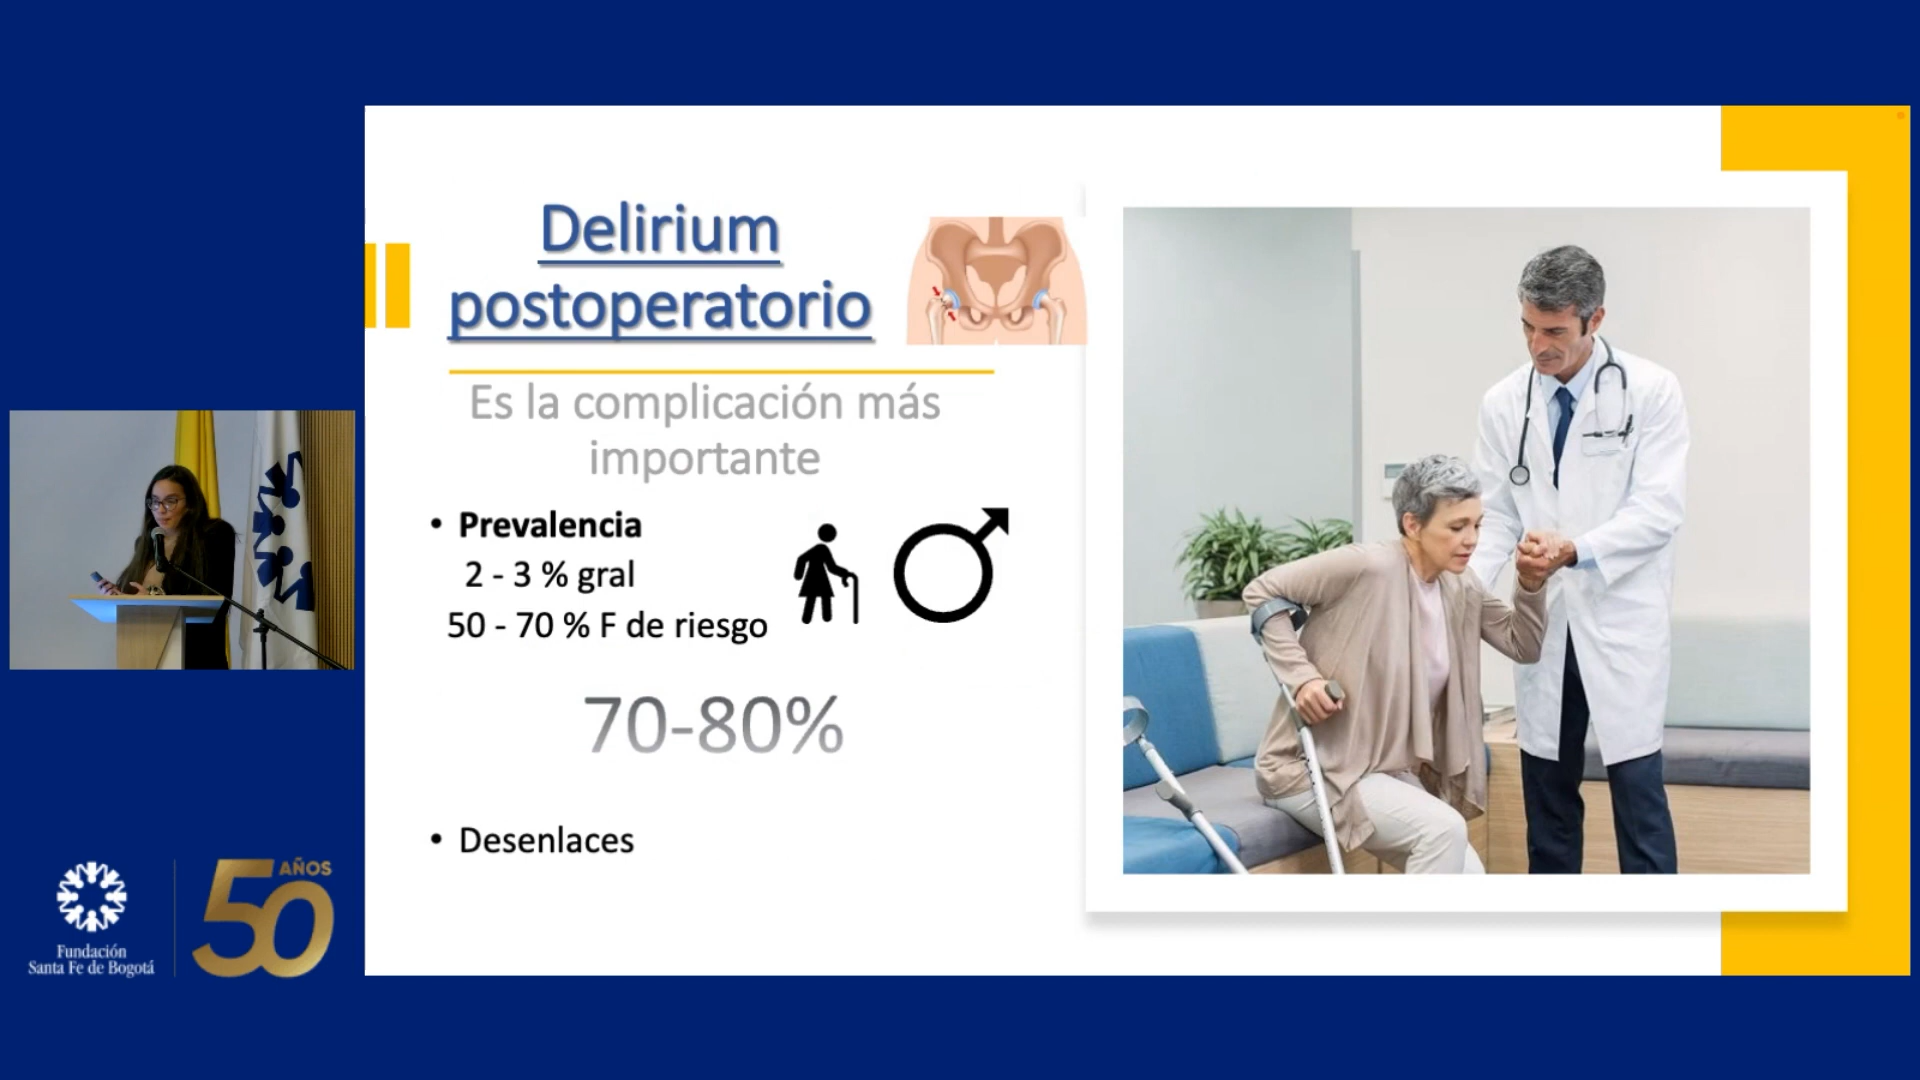 Delirium
postoperatorio
Es la complicación más
importante
• Prevalencia
2 - 3 % gral
50 - 70 % F de riesgo
70-80%
• Desenlaces
Fundación
Santa Fe de Bogotá
50 AÑOS